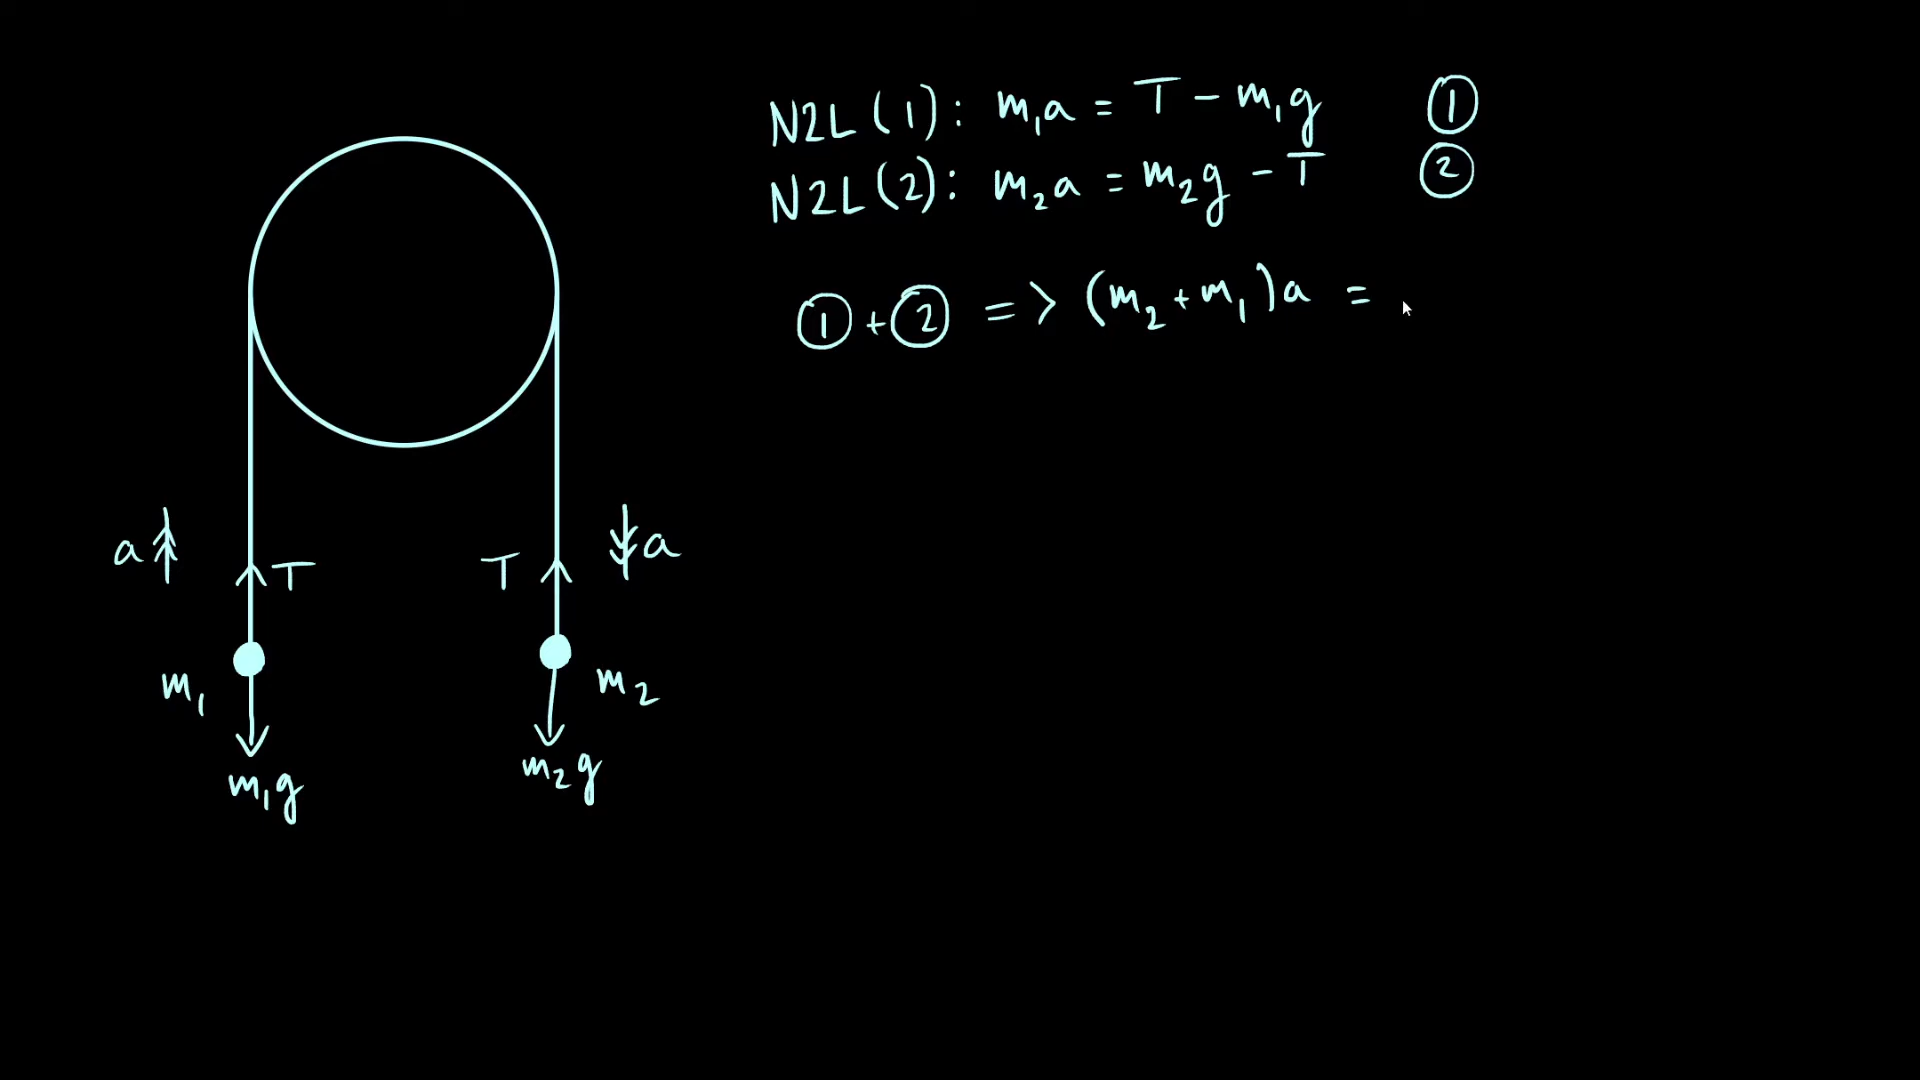 N2L(1): m₁a = T - m₁g ①
N2L(2): m₂a = m₂g - T ②
① + ② => (m₂ + m₁)a =
a T T a
m₁ m₂
m₁g m₂g